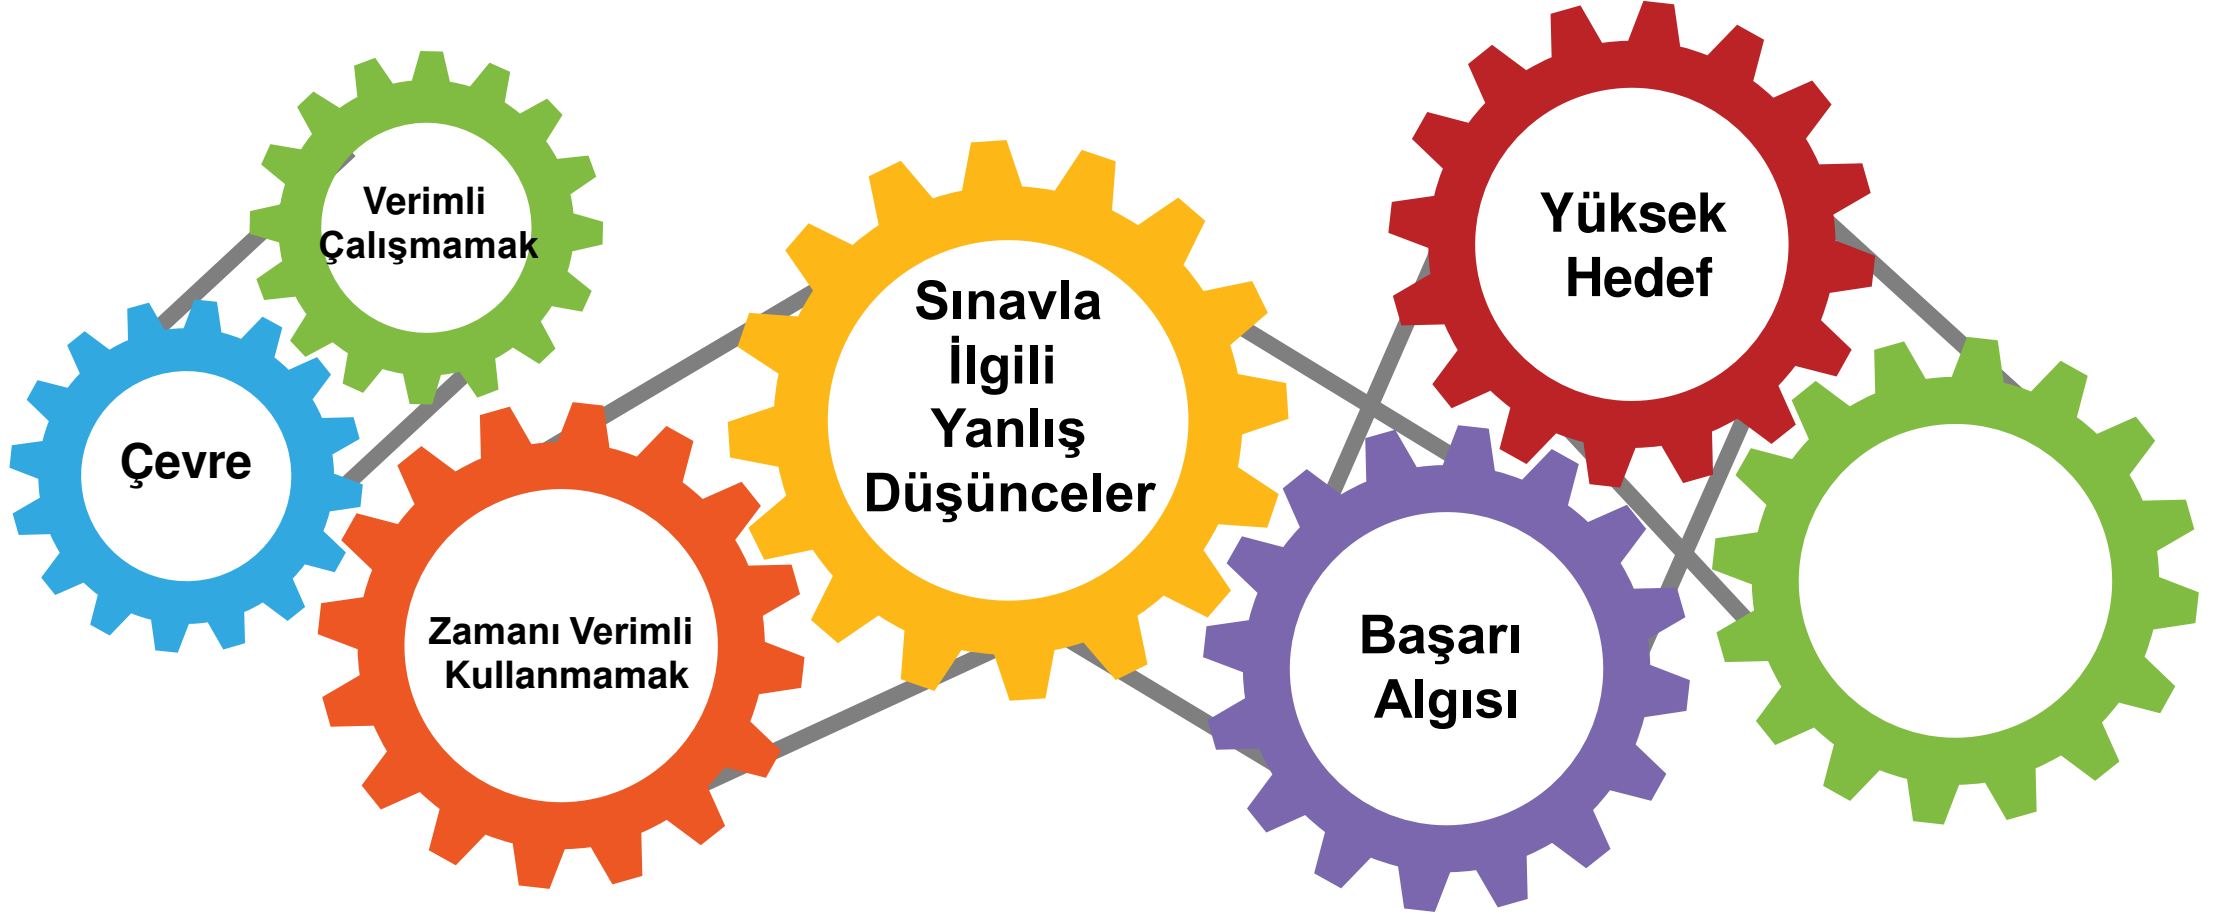 Verimli
Çalışmamak
Çevre
Zamanı Verimli
Kullanmamak
Sınavla
İlgili
Yanlış
Düşünceler
Başarı
Algısı
Yüksek
Hedef